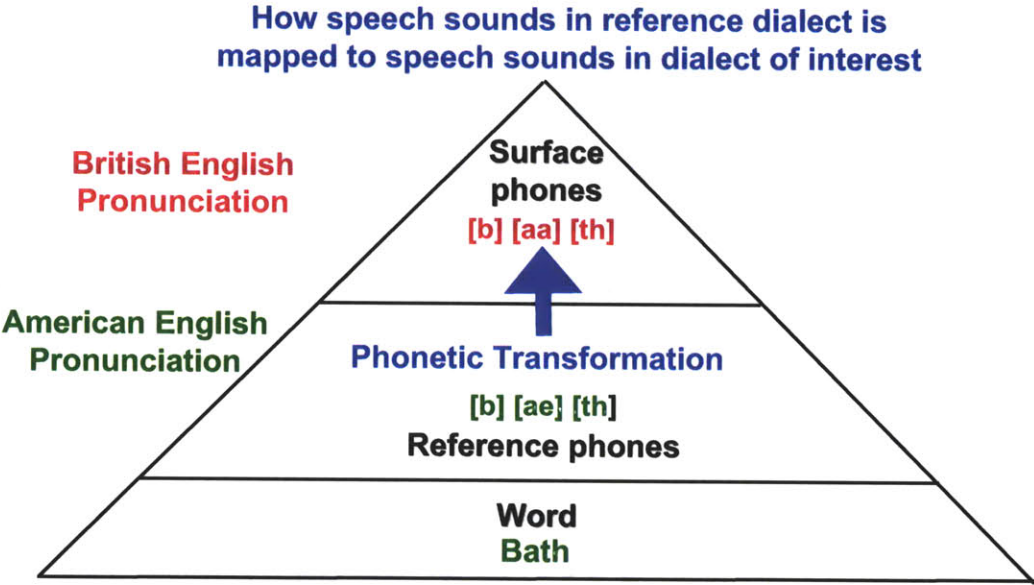 How speech sounds in reference dialect is
mapped to speech sounds in dialect of interest
British English
Pronunciation
Surface
phones
[b] [aa] [th]
American English
Pronunciation
Phonetic Transformation
[b] [ae] [th]
Reference phones
Word
Bath